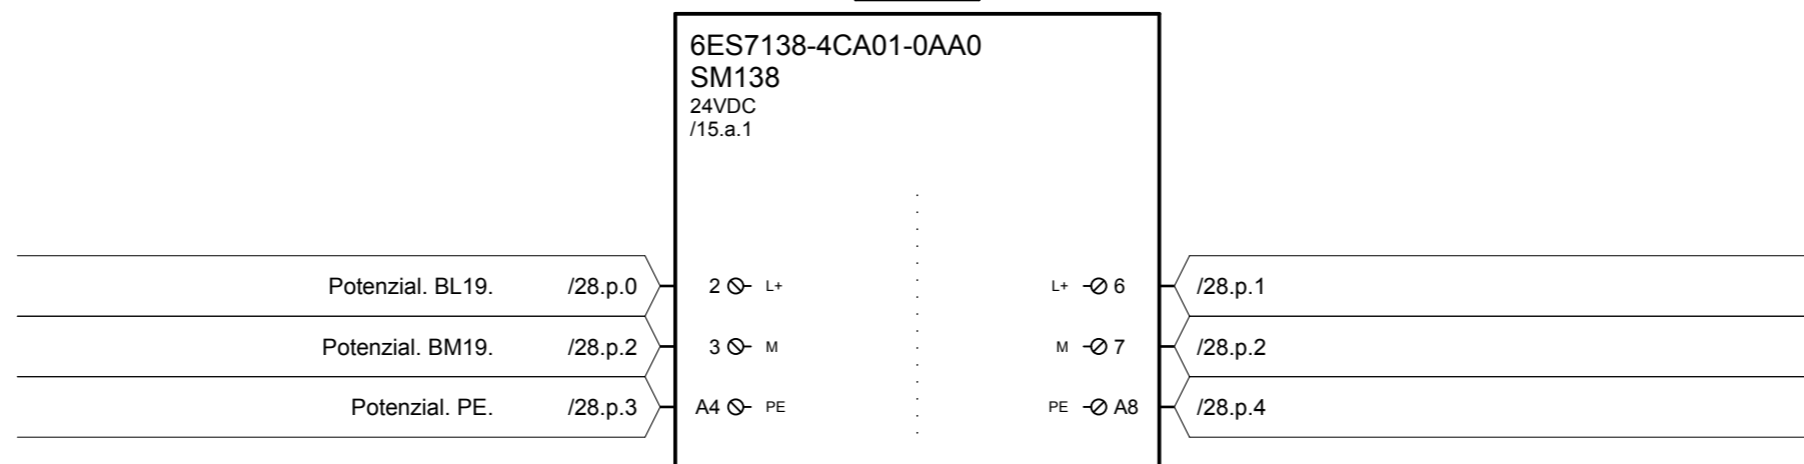 6ES7138-4CA01-0AA0
SM138
24VDC
/15.a.1
Potenzial. BL19. /28.p.0 2 L+ L+ 6 /28.p.1
Potenzial. BM19. /28.p.2 3 M M 7 /28.p.2
Potenzial. PE. /28.p.3 A4 PE PE A8 /28.p.4